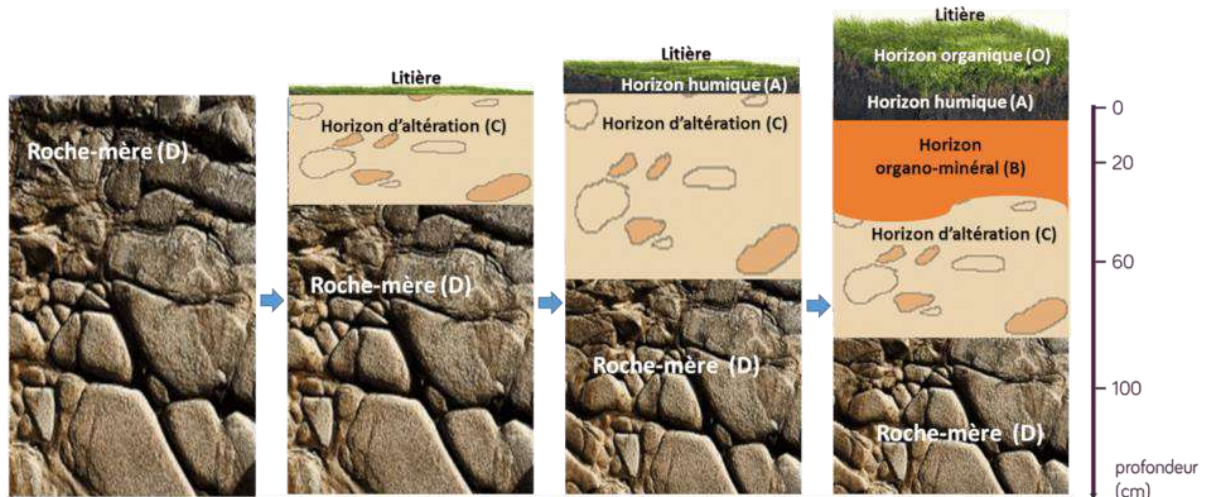 Roche-mère (D)
Litière
Horizon d'altération (C)
Roche-mère (D)
Litière
Horizon humique (A)
Horizon d'altération (C)
Roche-mère (D)
Litière
Horizon organique (O)
Horizon humique (A)
Horizon
organo-minéral (B)
Horizon d'altération (C)
Roche-mère (D)
0
20
60
100
profondeur
(cm)